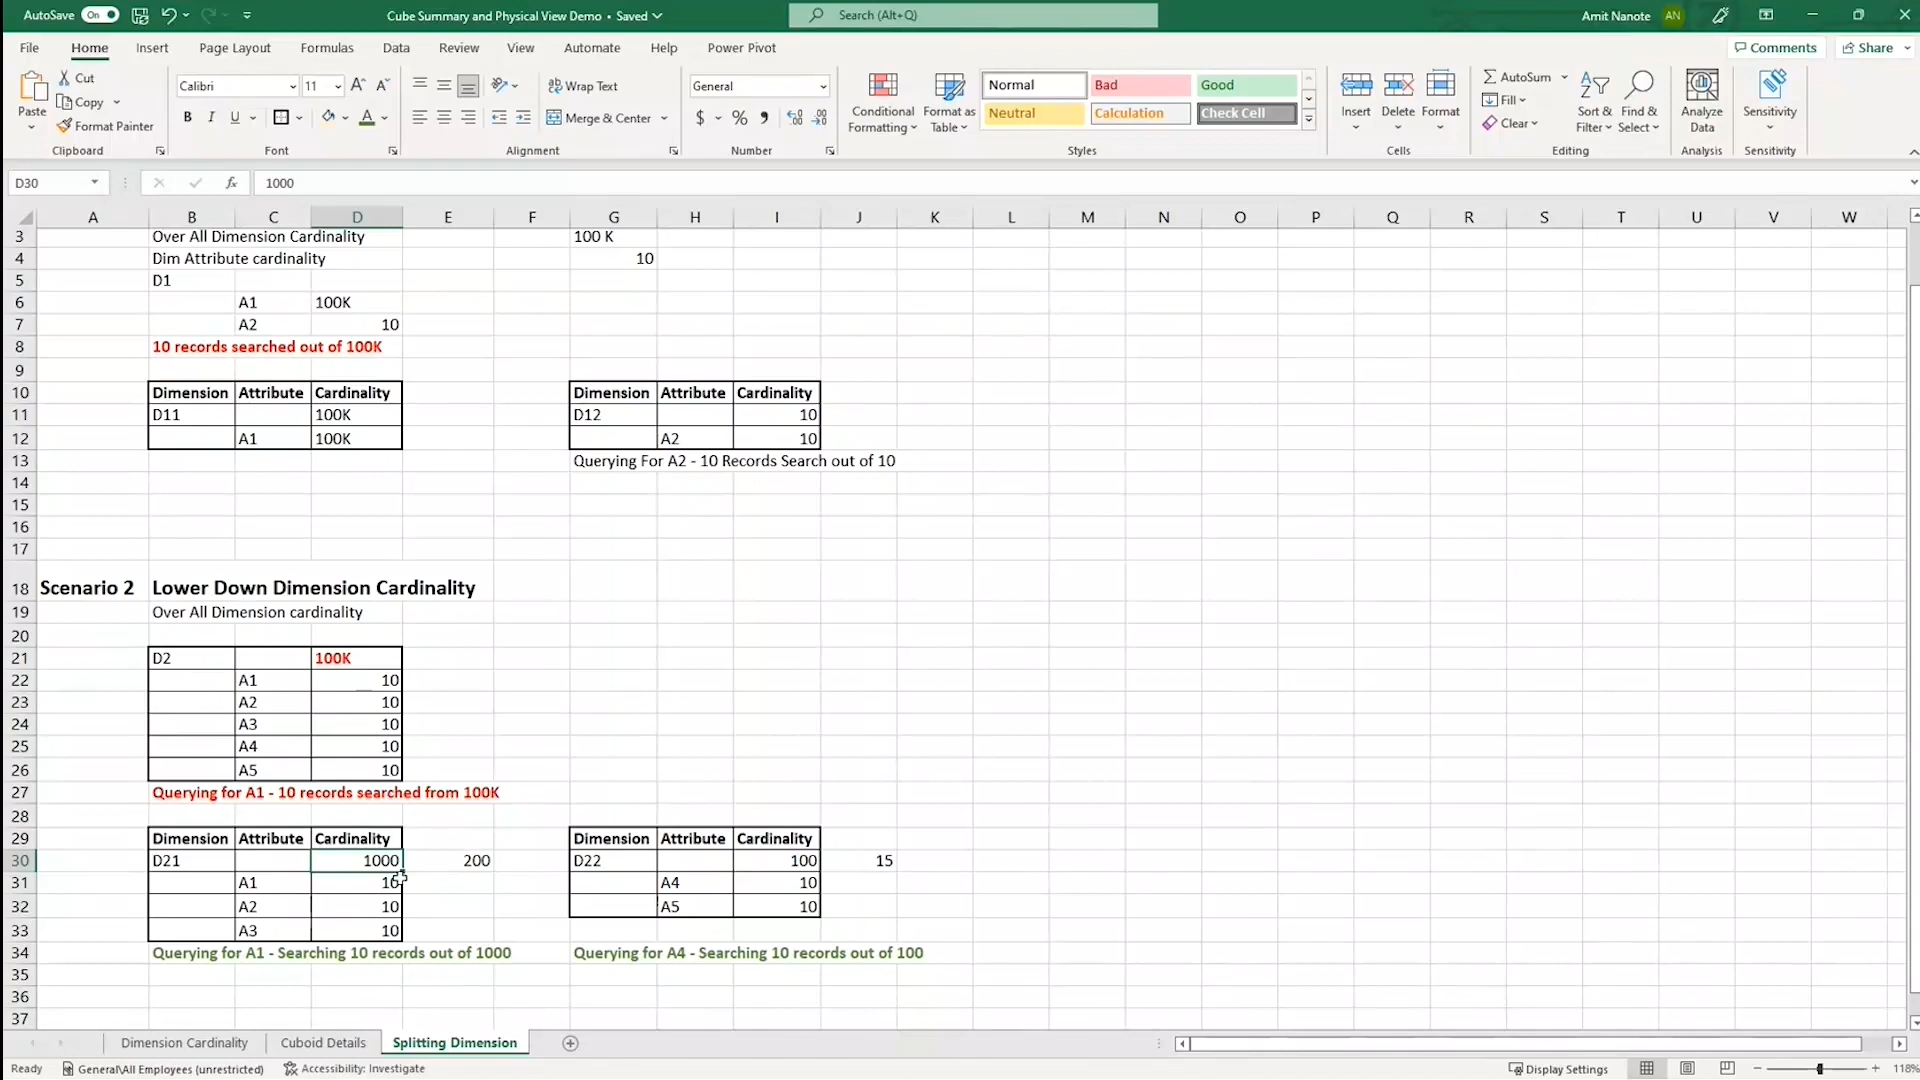 AutoSave On Cube Summary and Physical View Demo • Saved Search (Alt+Q) Amit Nanote AN
File Home Insert Page Layout Formulas Data Review View Automate Help Power Pivot Comments Share
Paste Cut Copy Format Painter
Clipboard
Calibri 11 A A B I U A
Font
Wrap Text
Merge & Center
Alignment
General
$ % 9
Number
Conditional Formatting Format as Table
Normal Bad Good
Neutral Calculation Check Cell
Styles
Insert Delete Format
Cells
AutoSum Fill Clear Sort & Filter Find & Select
Editing
Analyze Data
Analysis
Sensitivity
Sensitivity
D30 fx 1000
A B C D E F G H I J K L M N O P Q R S T U V W
3 Over All Dimension Cardinality 100 K
4 Dim Attribute cardinality 10
5 D1
6 A1 100K
7 A2 10
8 10 records searched out of 100K
9
10 Dimension Attribute Cardinality Dimension Attribute Cardinality
11 D11 100K D12 10
12 A1 100K A2 10
13 Querying For A2 - 10 Records Search out of 10
14
15
16
17
18 Scenario 2 Lower Down Dimension Cardinality
19 Over All Dimension cardinality
20
21 D2 100K
22 A1 10
23 A2 10
24 A3 10
25 A4 10
26 A5 10
27 Querying for A1 - 10 records searched from 100K
28
29 Dimension Attribute Cardinality Dimension Attribute Cardinality
30 D21 1000 200 D22 100 15
31 A1 10 A4 10
32 A2 10 A5 10
33 A3 10
34 Querying for A1 - Searching 10 records out of 1000 Querying for A4 - Searching 10 records out of 100
35
36
37
Dimension Cardinality Cuboid Details Splitting Dimension
Ready General\All Employees (unrestricted) Accessibility: Investigate Display Settings 118%